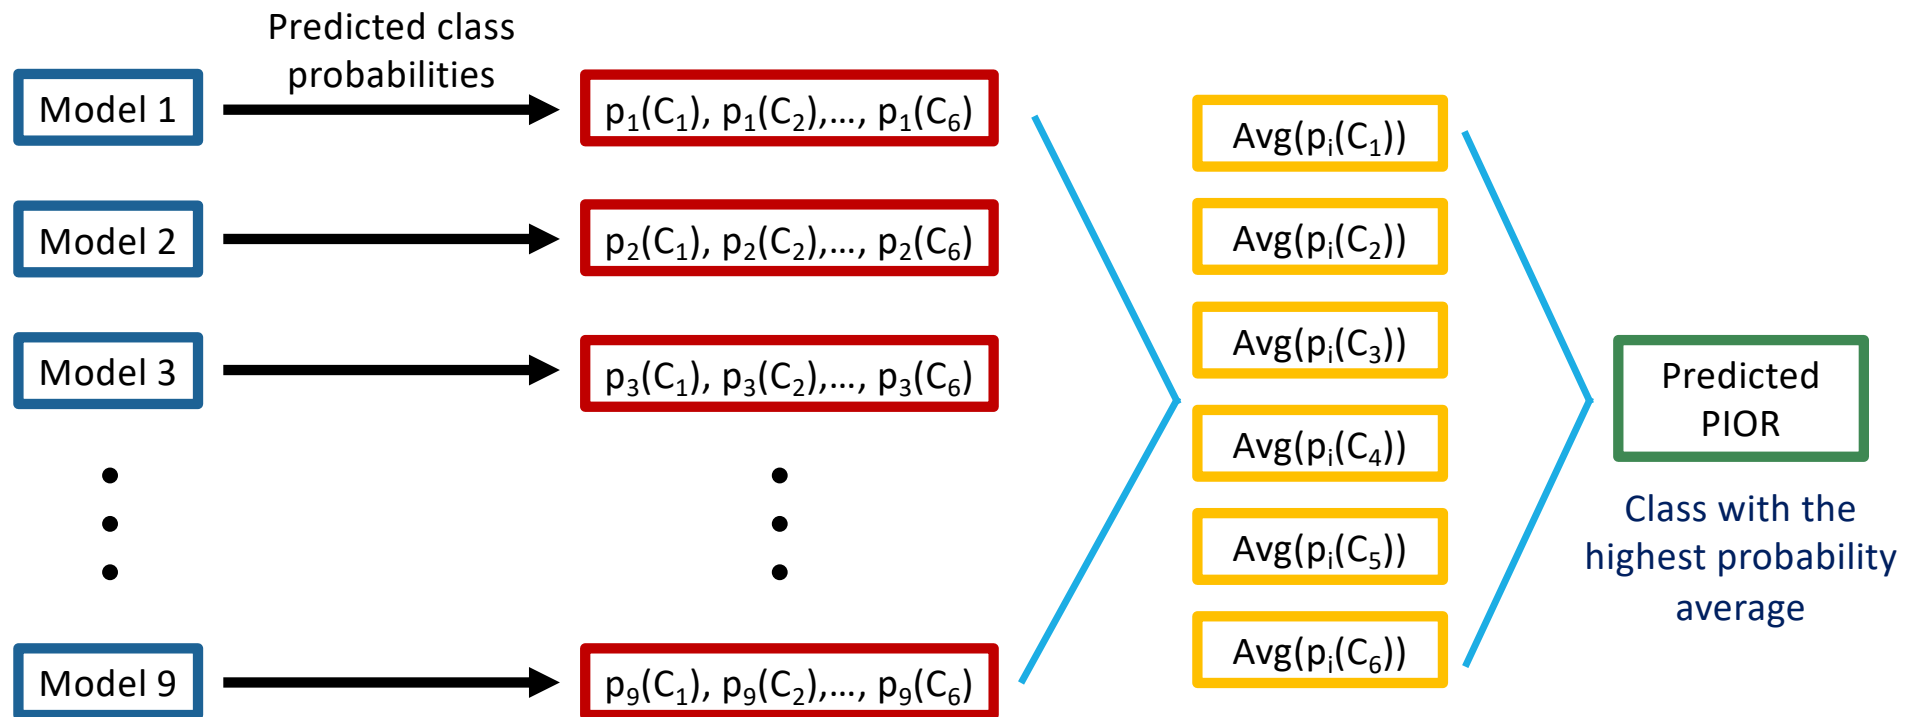 Predicted class
probabilities
Model 1
p₁(C₁), p₁(C₂),..., p₁(C₆)
Model 2
p₂(C₁), p₂(C₂),..., p₂(C₆)
Model 3
p₃(C₁), p₃(C₂),..., p₃(C₆)
Model 9
p₉(C₁), p₉(C₂),..., p₉(C₆)
Avg(pᵢ(C₁))
Avg(pᵢ(C₂))
Avg(pᵢ(C₃))
Avg(pᵢ(C₄))
Avg(pᵢ(C₅))
Avg(pᵢ(C₆))
Predicted
PIOR
Class with the
highest probability
average